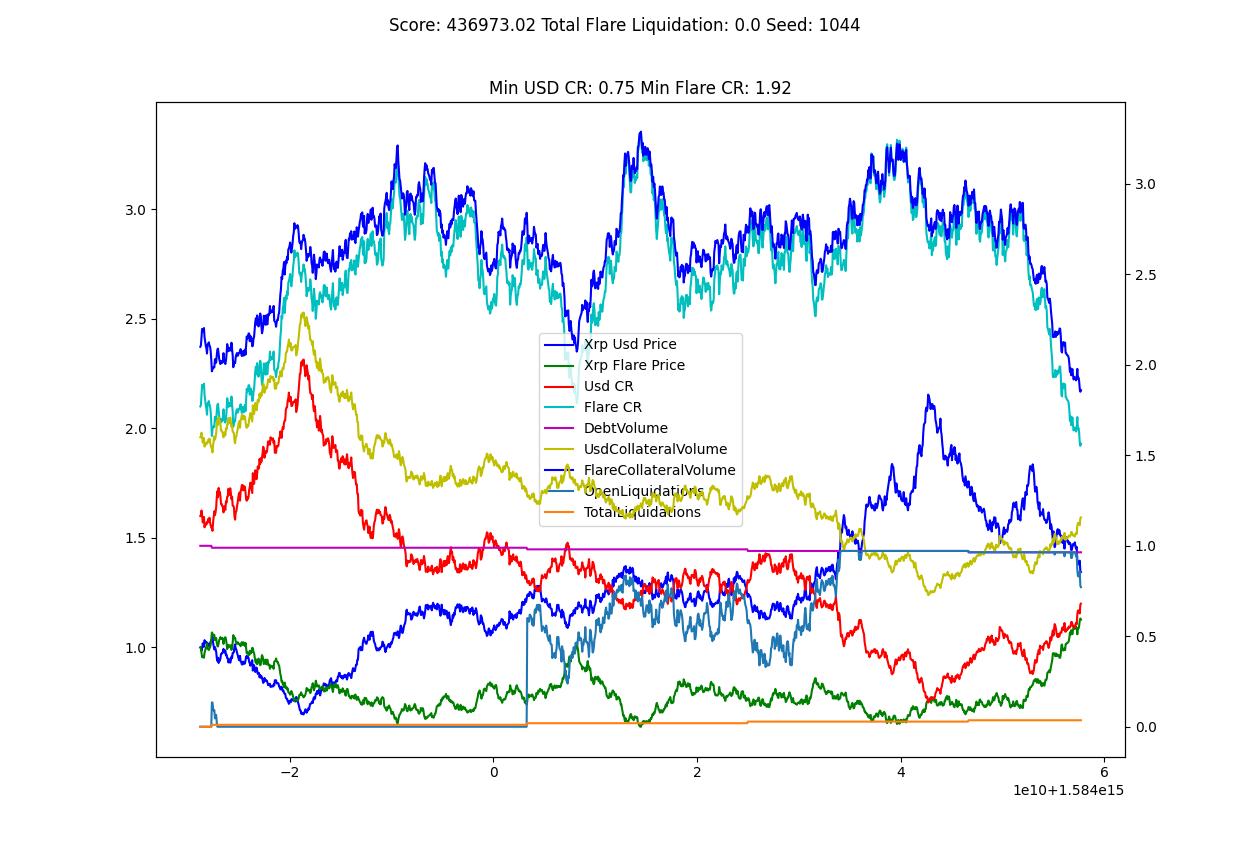 Score: 436973.02 Total Flare Liquidation: 0.0 Seed: 1044
Min USD CR: 0.75 Min Flare CR: 1.92
3.0
2.5
2.0
1.5
1.0
3.0
2.5
2.0
1.5
1.0
0.5
0.0
Xrp Usd Price
Xrp Flare Price
Usd CR
Flare CR
DebtVolume
UsdCollateralVolume
FlareCollateralVolume
OpenLiquidations
TotalLiquidations
−2 0 2 4 6
1e10+1.584e15